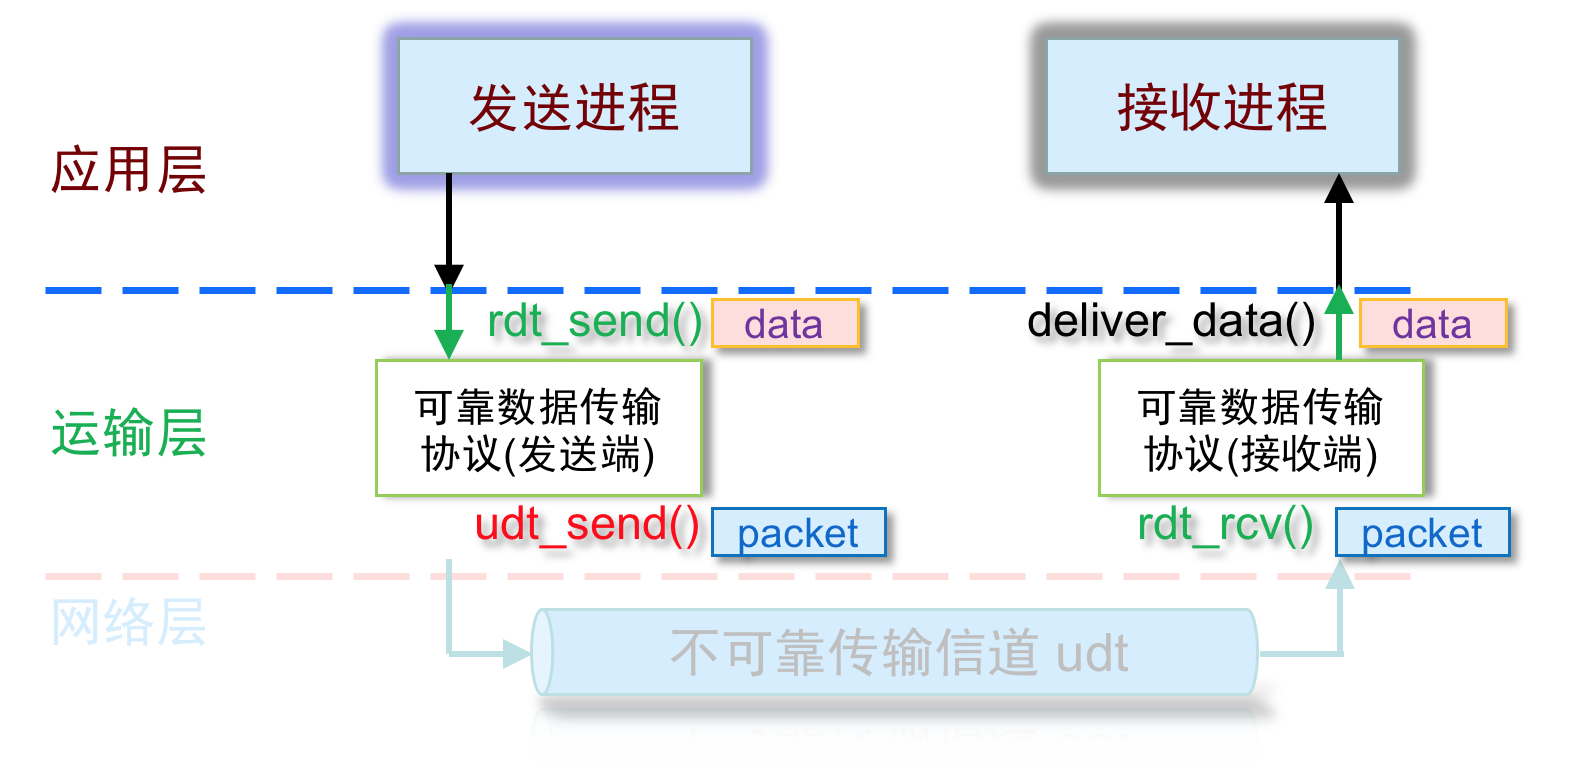 发送进程
接收进程
应用层
rdt_send()
data
deliver_data()
data
可靠数据传输
协议(发送端)
可靠数据传输
协议(接收端)
运输层
udt_send()
packet
rdt_rcv()
packet
网络层
不可靠传输信道 udt